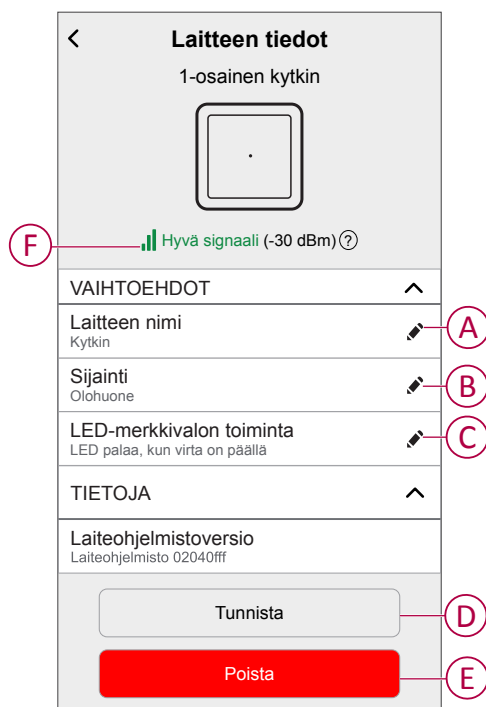 Laitteen tiedot
1-osainen kytkin
F
Hyvä signaali (-30 dBm) ?
VAIHTOEHDOT
Laitteen nimi
Kytkin
A
Sijainti
Olohuone
B
LED-merkkivalon toiminta
LED palaa, kun virta on päällä
C
TIETOJA
Laiteohjelmistoversio
Laiteohjelmisto 02040fff
Tunnista
D
Poista
E